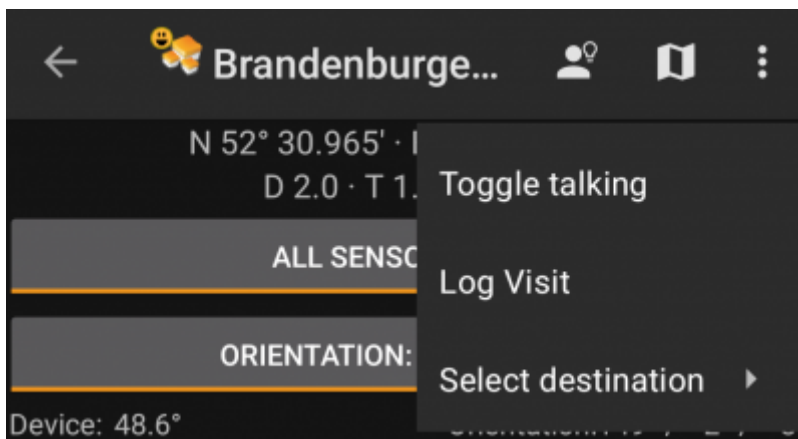 Brandenburge...
N 52° 30.965' ·
D 2.0 · T 1.
Toggle talking
ALL SENSO
Log Visit
ORIENTATION:
Select destination
Device: 48.6°